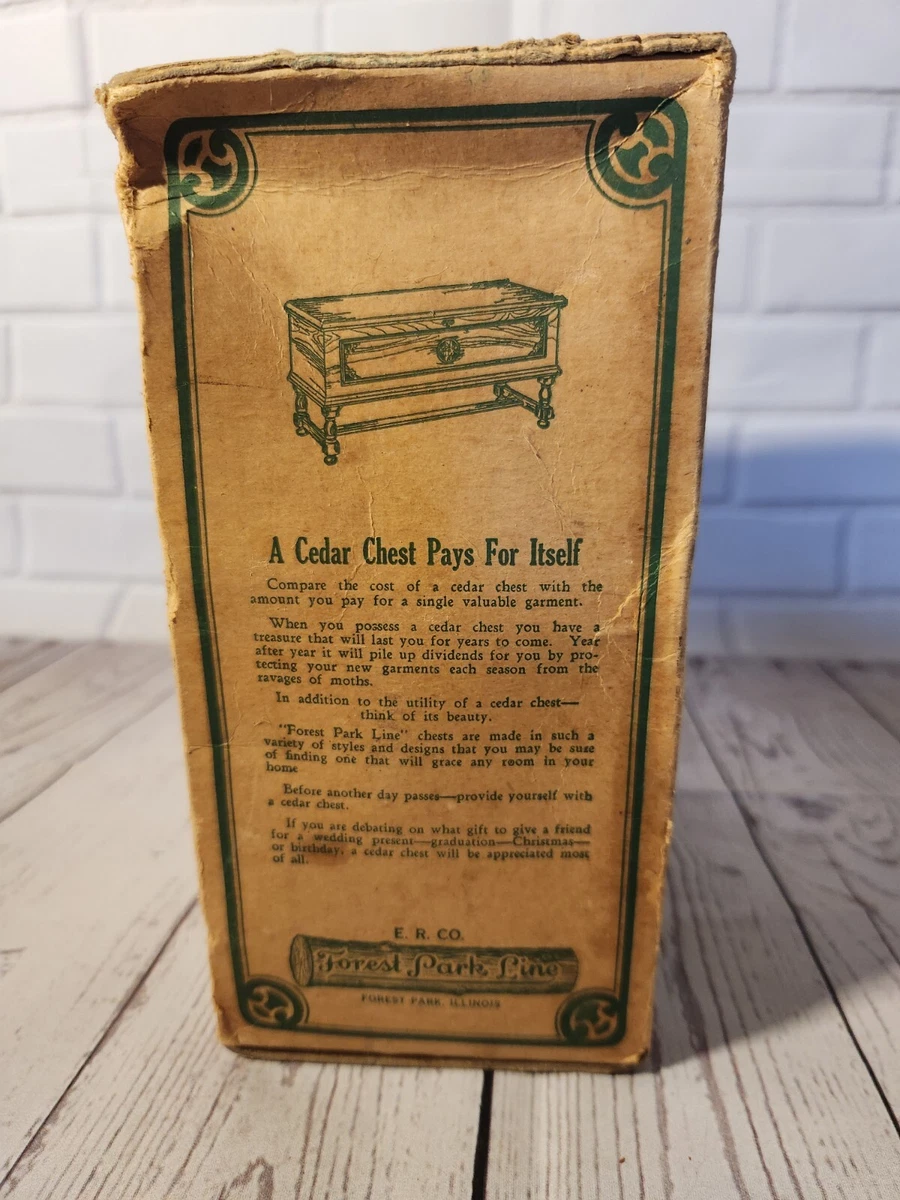 A Cedar Chest Pays For Itself
Compare the cost of a cedar chest with the
amount you pay for a single valuable garment.
When you possess a cedar chest you have a
treasure that will last you for years to come. Year
after year it will pile up dividends for you by pro-
tecting your new garments each season from the
ravages of moths.
In addition to the utility of a cedar chest—
think of its beauty.
"Forest Park Line" chests are made in such a
variety of styles and designs that you may be sure
of finding one that will grace any room in your
home
Before another day passes—provide yourself with
a cedar chest.
If you are debating on what gift to give a friend
for a wedding present—graduation—Christmas—
or birthday, a cedar chest will be appreciated most
of all.
E. R. CO.
Forest Park Line
FOREST PARK, ILLINOIS